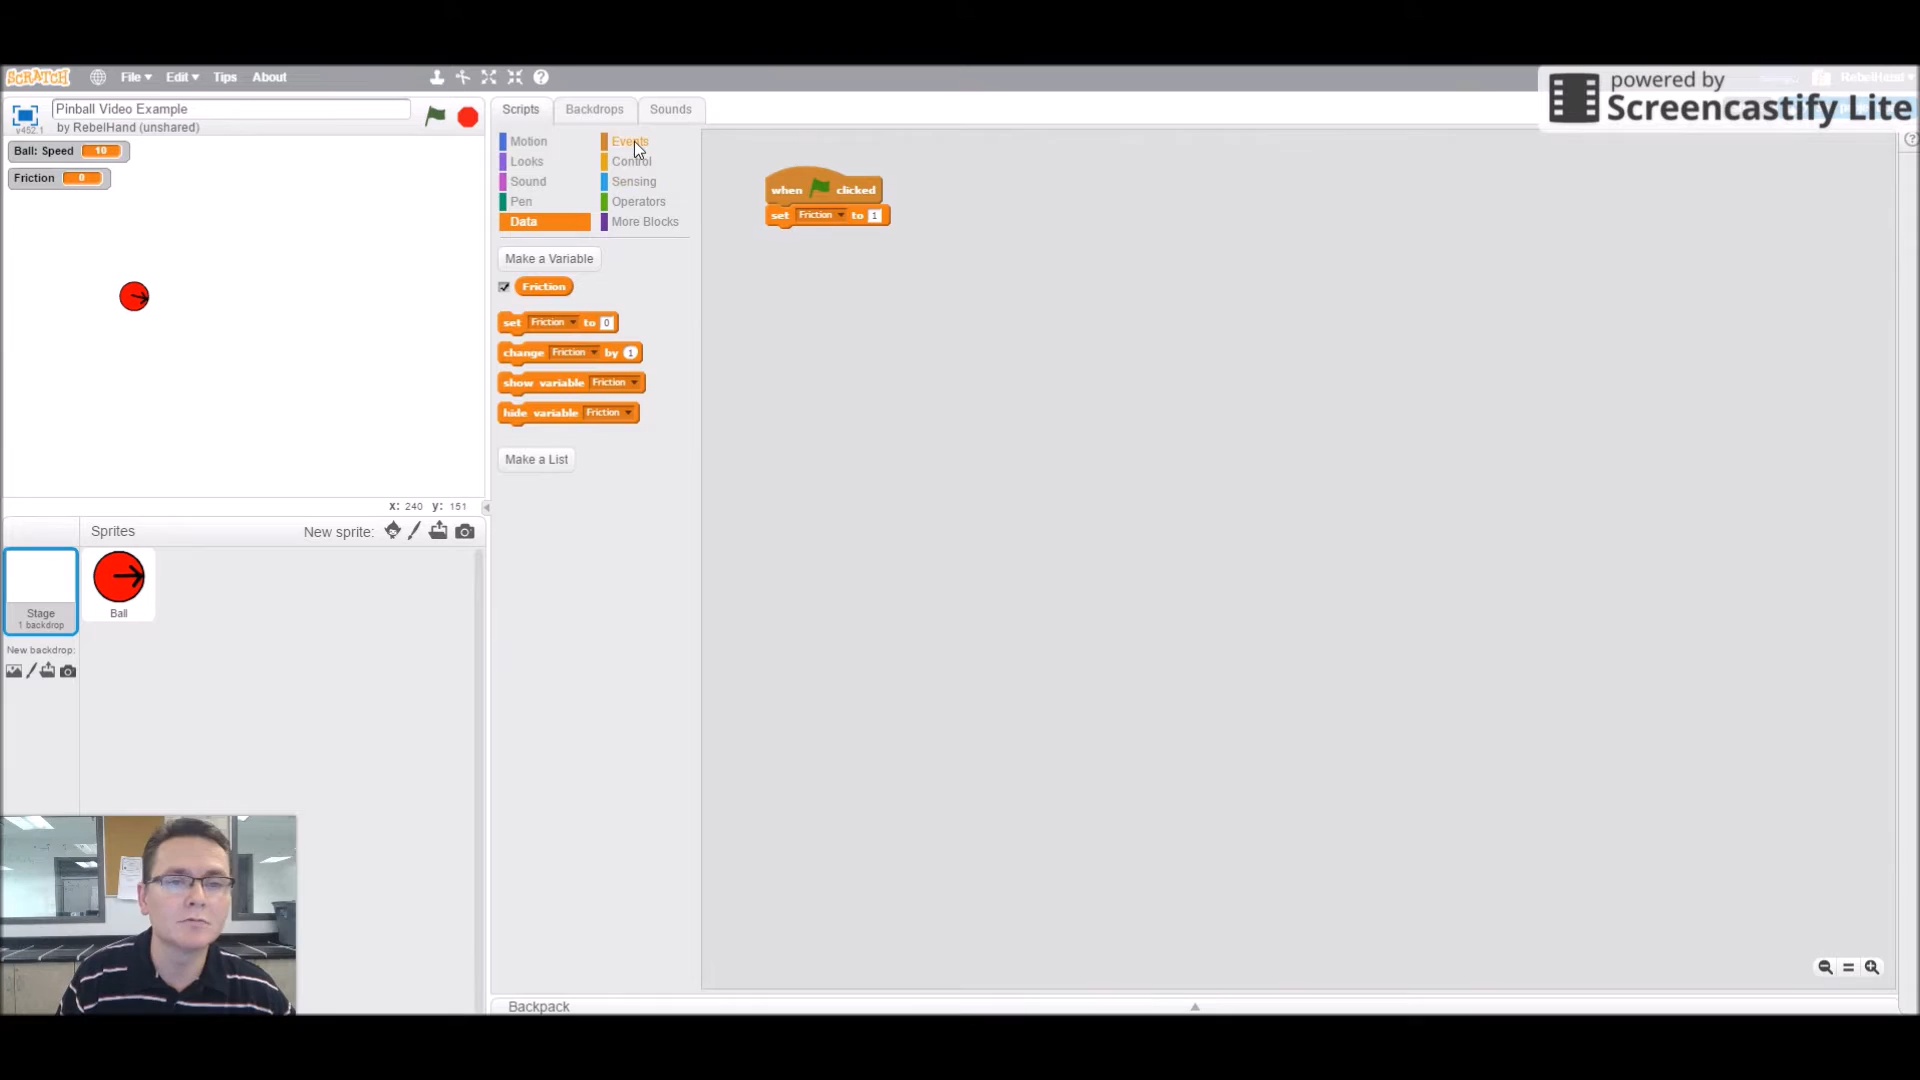 SCRATCH File Edit Tips About
powered by
Screencastify Lite
RebelHand
v452.1
Pinball Video Example
by RebelHand (unshared)
Scripts Backdrops Sounds
Ball: Speed 10
Friction 0
Motion Events
Looks Control
Sound Sensing
Pen Operators
Data More Blocks
Make a Variable
Friction
set Friction to 0
change Friction by 1
show variable Friction
hide variable Friction
Make a List
when clicked
set Friction to 1
x: 240 y: 151
Sprites New sprite:
Stage
1 backdrop
Ball
New backdrop:
Backpack